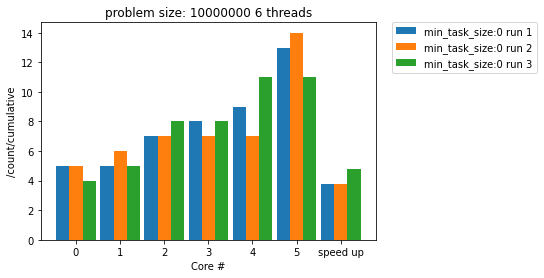 problem size: 10000000 6 threads
14
12
10
8
6
4
2
0
/count/cumulative
0 1 2 3 4 5 speed up
Core #
min_task_size:0 run 1
min_task_size:0 run 2
min_task_size:0 run 3